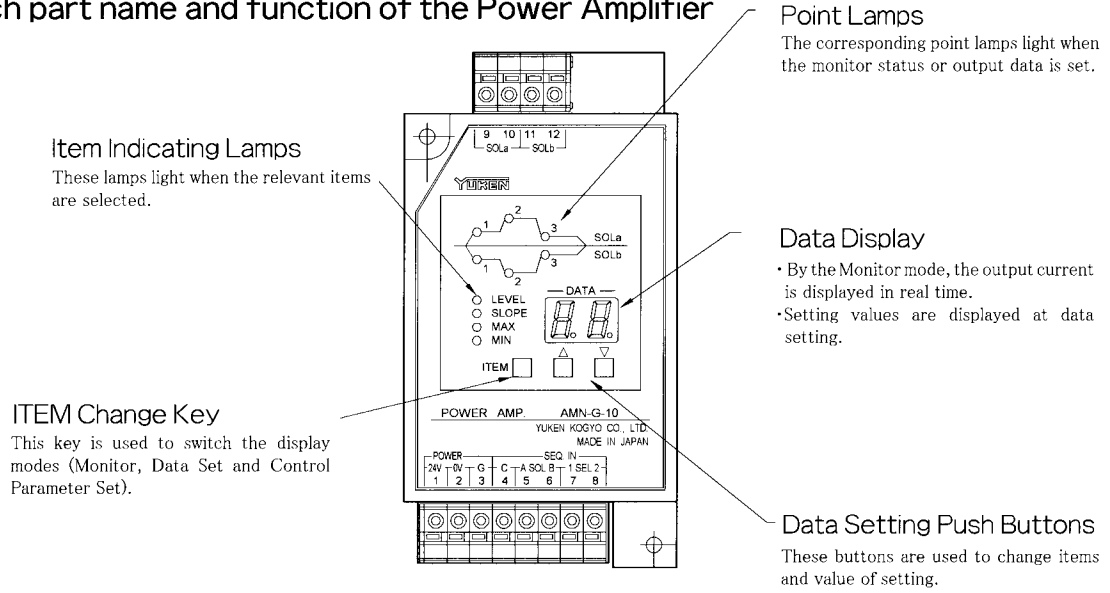 ch part name and function of the Power Amplifier
Point Lamps
The corresponding point lamps light when
the monitor status or output data is set.
Item Indicating Lamps
These lamps light when the relevant items
are selected.
9 10 11 12
SOLa SOLb
YUKEN
1 2 3 SOLa
1 2 3 SOLb
DATA
LEVEL
SLOPE
MAX
MIN
8. 8.
ITEM
△ ▽
Data Display
・By the Monitor mode, the output current
is displayed in real time.
・Setting values are displayed at data
setting.
ITEM Change Key
This key is used to switch the display
modes (Monitor, Data Set and Control
Parameter Set).
POWER AMP. AMN-G-10
YUKEN KOGYO CO., LTD.
MADE IN JAPAN
POWER SEQ IN
24V 0V G C A SOL B 1 SEL 2
1 2 3 4 5 6 7 8
Data Setting Push Buttons
These buttons are used to change items
and value of setting.